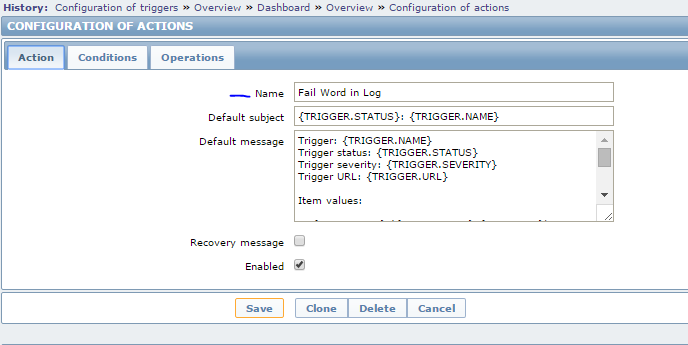 History: Configuration of triggers » Overview » Dashboard » Overview » Configuration of actions
CONFIGURATION OF ACTIONS
Action Conditions Operations
Name Fail Word in Log
Default subject {TRIGGER.STATUS}: {TRIGGER.NAME}
Default message Trigger: {TRIGGER.NAME}
Trigger status: {TRIGGER.STATUS}
Trigger severity: {TRIGGER.SEVERITY}
Trigger URL: {TRIGGER.URL}
Item values:
Recovery message
Enabled
Save Clone Delete Cancel